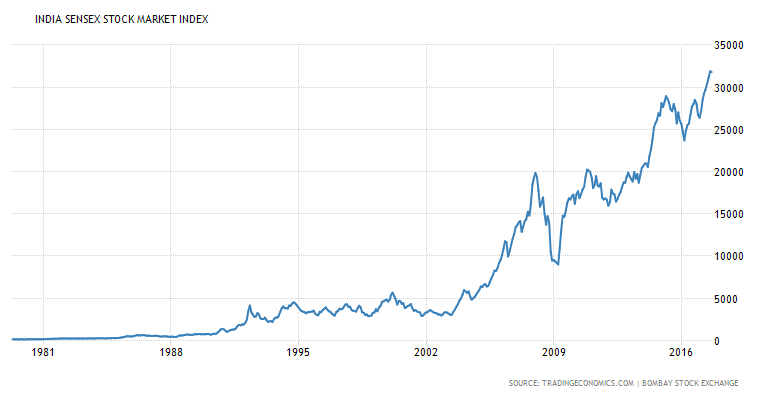 INDIA SENSEX STOCK MARKET INDEX
35000
30000
25000
20000
15000
10000
5000
0
1981 1988 1995 2002 2009 2016
SOURCE: TRADINGECONOMICS.COM | BOMBAY STOCK EXCHANGE